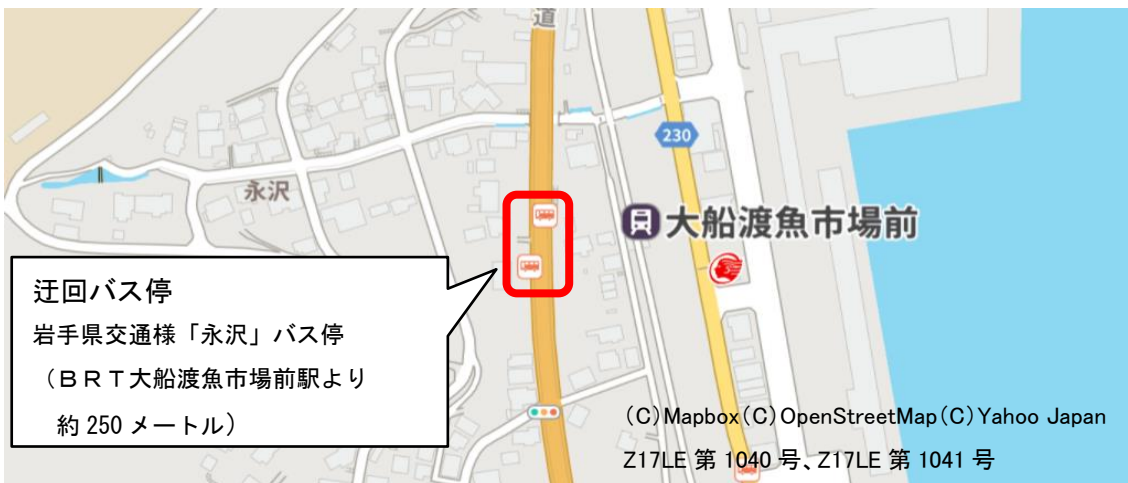 道
230
永沢
大船渡魚市場前
迂回バス停
岩手県交通様「永沢」バス停
（ＢＲＴ大船渡魚市場前駅より
約 250 メートル）
(C)Mapbox(C)OpenStreetMap(C)Yahoo Japan
Z17LE 第 1040 号、Z17LE 第 1041 号